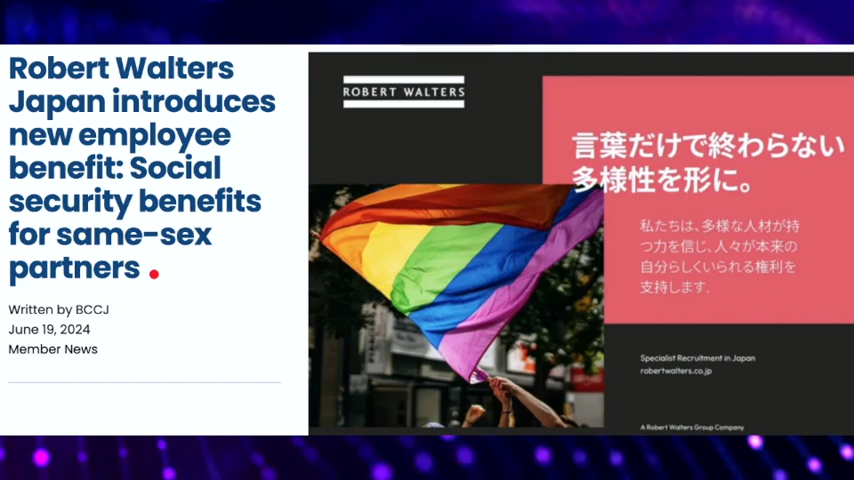 Robert Walters
Japan introduces
new employee
benefit: Social
security benefits
for same-sex
partners
Written by BCCJ
June 19, 2024
Member News
ROBERT WALTERS
言葉だけで終わらない
多様性を形に。
私たちは、多様な人材が持
つ力を信じ、人々が本来の
自分らしくいられる権利を
支持します.
Specialist Recruitment in Japan
robertwalters.co.jp
A Robert Walters Group Company